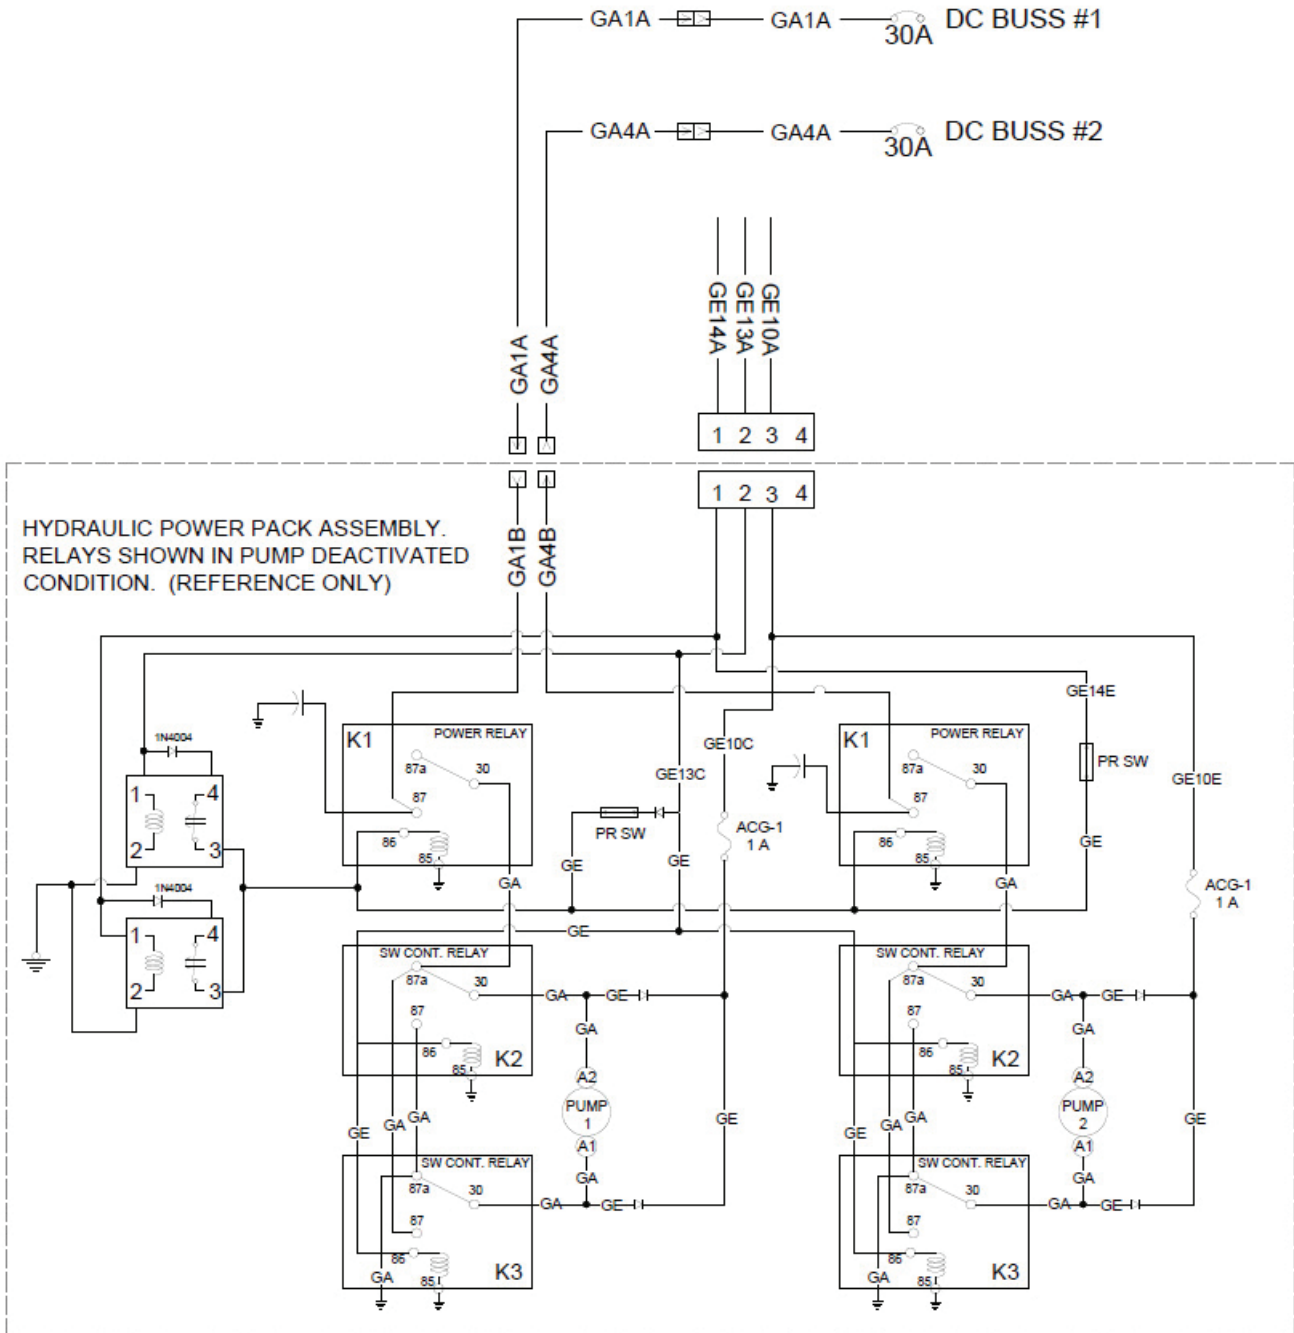 GA1A GA1A 30A DC BUSS #1
GA4A GA4A 30A DC BUSS #2
GA1A GA4A GE14A GE13A GE10A
1 2 3 4
1 2 3 4
HYDRAULIC POWER PACK ASSEMBLY.
RELAYS SHOWN IN PUMP DEACTIVATED
CONDITION. (REFERENCE ONLY)
GA1B GA4B
GE14E
1N4004
K1 POWER RELAY
87a 30
87
86
85
GE10C
GE13C
PR SW
ACG-1
1 A
K1 POWER RELAY
87a 30
87
86
85
PR SW
GE10E
1 4
2 3
GE GE GE
GA GA
ACG-1
1 A
1N4004
1 4
2 3
GE
SW CONT. RELAY
87a 30
87
86
85
K2
GA GE
GA
A2
PUMP
1
A1
GA
SW CONT. RELAY
87a 30
87
86
85
K2
GA GE
GA
A2
PUMP
2
A1
GA
GE GA GA GE
GE GA GA GE
SW CONT. RELAY
87a 30
87
86
85
K3
GA
GA GE
SW CONT. RELAY
87a 30
87
86
85
K3
GA
GA GE